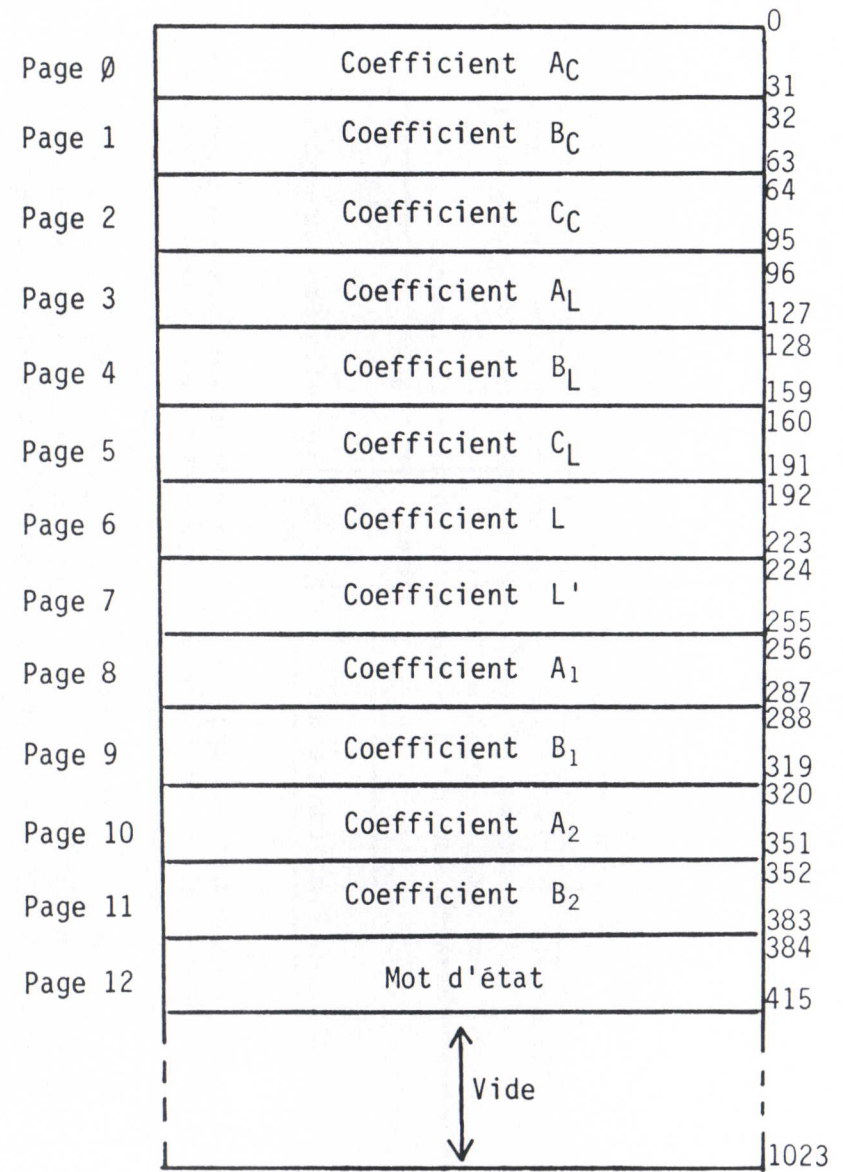 0
Page Ø Coefficient AC
31
32
Page 1 Coefficient BC
63
64
Page 2 Coefficient CC
95
96
Page 3 Coefficient AL
127
128
Page 4 Coefficient BL
159
160
Page 5 Coefficient CL
191
192
Page 6 Coefficient L
223
224
Page 7 Coefficient L'
255
256
Page 8 Coefficient A1
287
288
Page 9 Coefficient B1
319
320
Page 10 Coefficient A2
351
352
Page 11 Coefficient B2
383
384
Page 12 Mot d'état
415
Vide
1023